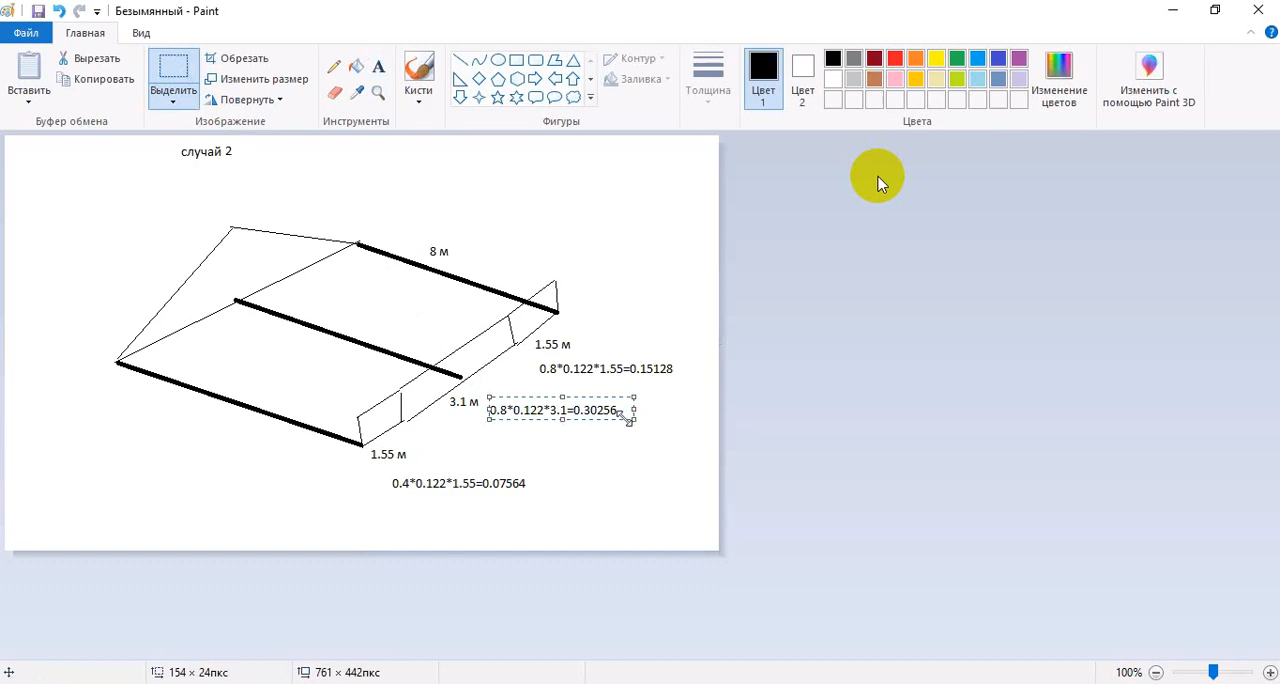 Безымянный - Paint
Файл
Главная
Вид
Вставить
Вырезать
Копировать
Буфер обмена
Выделить
Обрезать
Изменить размер
Повернуть
Изображение
A
Инструменты
Кисти
Контур
Заливка
Фигуры
Толщина
Цвет 1
Цвет 2
Изменение цветов
Цвета
Изменить с помощью Paint 3D
случай 2
8 м
1.55 м
0.8*0.122*1.55=0.15128
3.1 м
0.8*0.122*3.1=0.30256
1.55 м
0.4*0.122*1.55=0.07564
154 × 24пкс
761 × 442пкс
100%